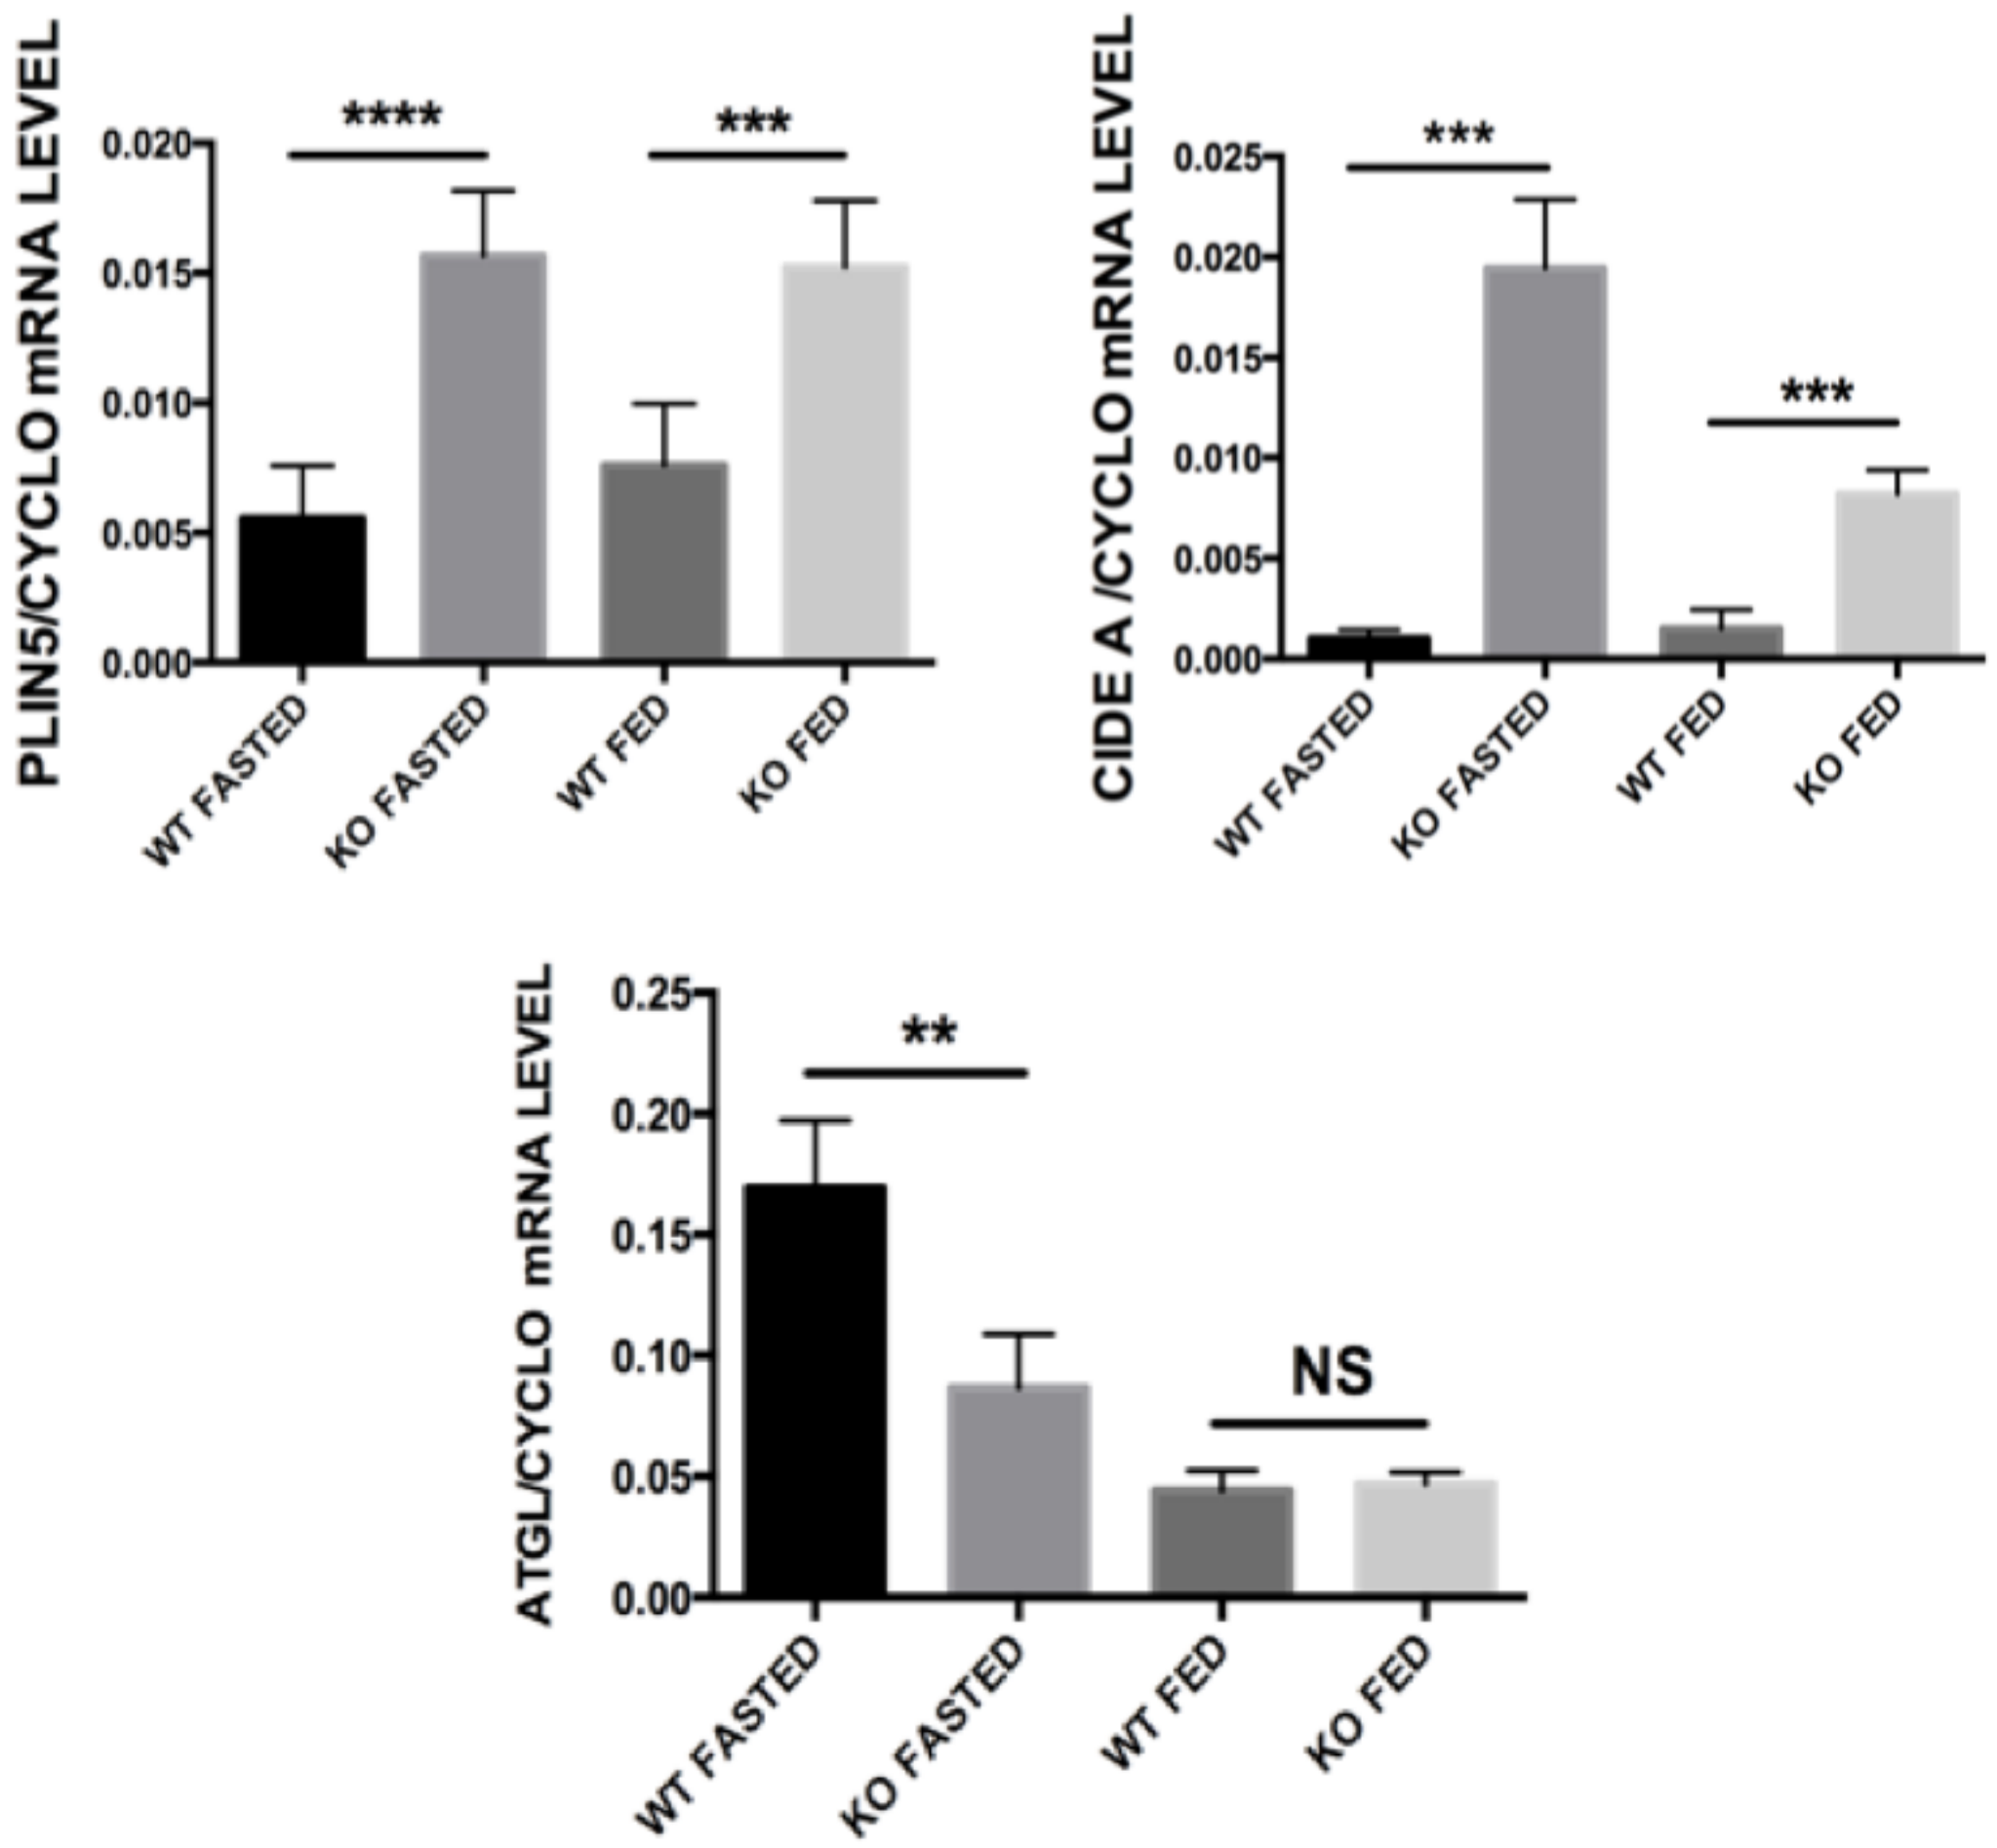 PLIN5/CYCLO mRNA LEVEL
0.020
0.015
0.010
0.005
0.000
****
***
WT FASTED
KO FASTED
WT FED
KO FED
CIDE A /CYCLO mRNA LEVEL
0.025
0.020
0.015
0.010
0.005
0.000
***
***
WT FASTED
KO FASTED
WT FED
KO FED
ATGL/CYCLO mRNA LEVEL
0.25
0.20
0.15
0.10
0.05
0.00
**
NS
WT FASTED
KO FASTED
WT FED
KO FED